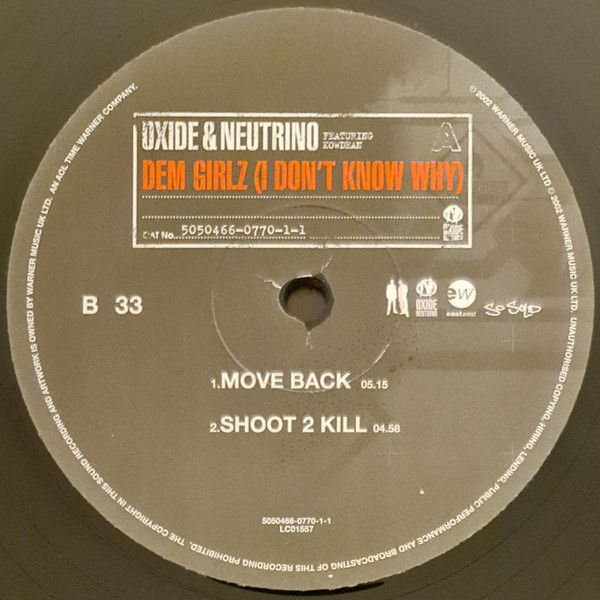 OXIDE & NEUTRINO FEATURING KOWDEAN A
DEM GIRLZ (I DON'T KNOW WHY)
CAT No. 5050466-0770-1-1
B 33
OXIDE NEUTRINO
ew
eastwest
So Solid
1.MOVE BACK 05.15
2.SHOOT 2 KILL 04.58
5050466-0770-1-1
LC01557
℗ 2002 WARNER MUSIC UK LTD © 2002 WARNER MUSIC UK LTD. UNAUTHORISED COPYING, HIRING, LENDING, PUBLIC PERFORMANCE AND BROADCASTING OF THIS RECORDING PROHIBITED. THE COPYRIGHT IN THIS SOUND RECORDING AND ARTWORK IS OWNED BY WARNER MUSIC UK LTD. AN AOL TIME WARNER COMPANY.